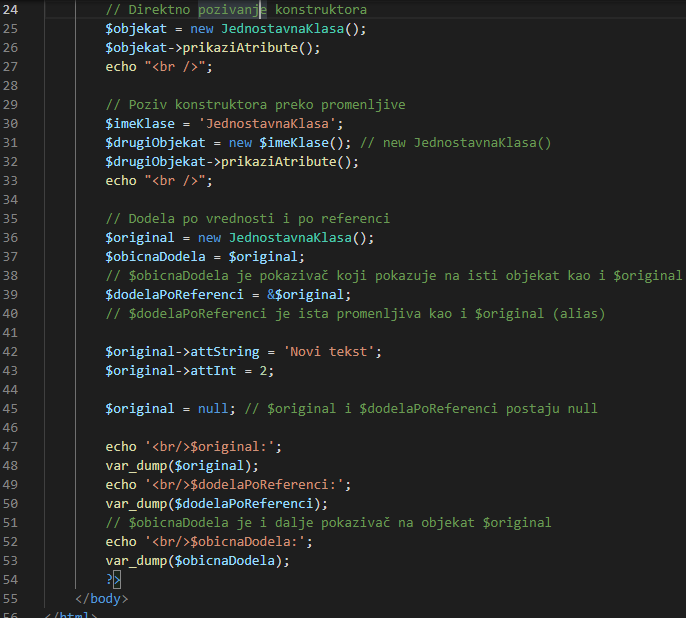 24 // Direktno pozivanje konstruktora
25 $objekat = new JednostavnaKlasa();
26 $objekat->prikaziAtribute();
27 echo "<br />";
28
29 // Poziv konstruktora preko promenljive
30 $imeKlase = 'JednostavnaKlasa';
31 $drugiObjekat = new $imeKlase(); // new JednostavnaKlasa()
32 $drugiObjekat->prikaziAtribute();
33 echo "<br />";
34
35 // Dodela po vrednosti i po referenci
36 $original = new JednostavnaKlasa();
37 $obicnaDodela = $original;
38 // $obicnaDodela je pokazivač koji pokazuje na isti objekat kao i $original
39 $dodelaPoReferenci = &$original;
40 // $dodelaPoReferenci je ista promenljiva kao i $original (alias)
41
42 $original->attString = 'Novi tekst';
43 $original->attInt = 2;
44
45 $original = null; // $original i $dodelaPoReferenci postaju null
46
47 echo '<br/>$original:';
48 var_dump($original);
49 echo '<br/>$dodelaPoReferenci:';
50 var_dump($dodelaPoReferenci);
51 // $obicnaDodela je i dalje pokazivač na objekat $original
52 echo '<br/>$obicnaDodela:';
53 var_dump($obicnaDodela);
54 ?>
55 </body>
56 </html>